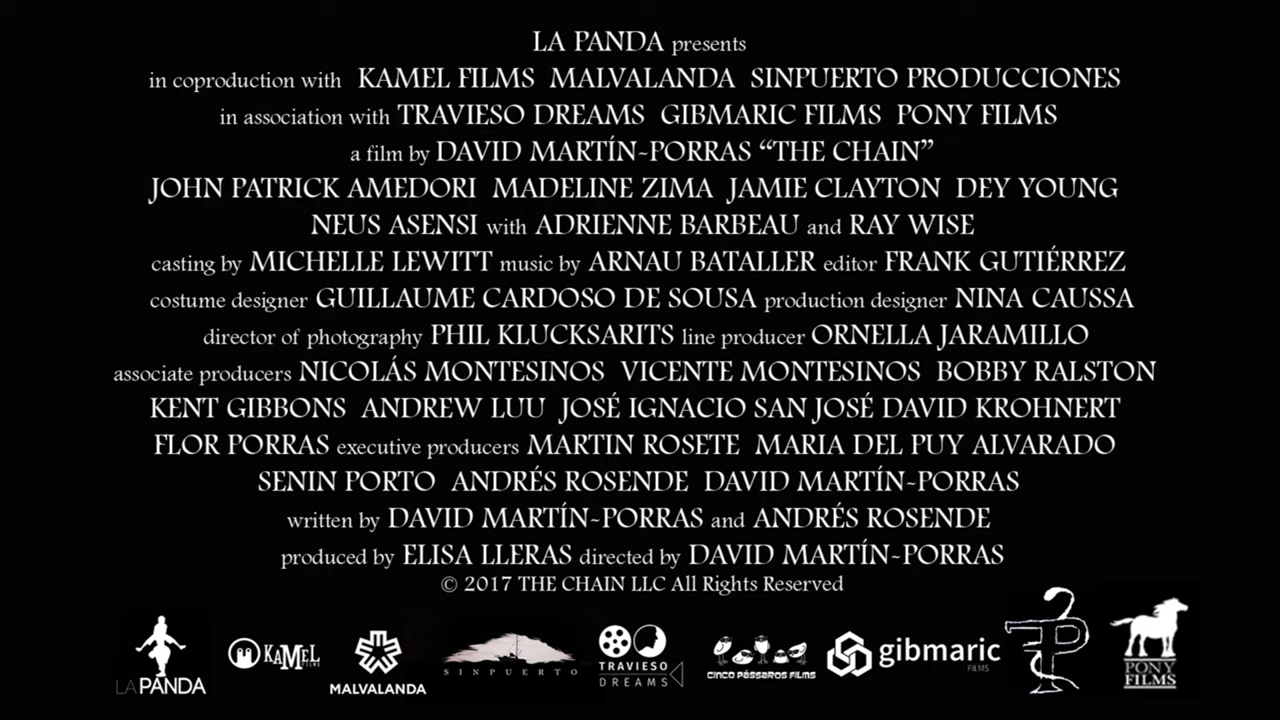 LA PANDA presents
in coproduction with KAMEL FILMS MALVALANDA SINPUERTO PRODUCCIONES
in association with TRAVIESO DREAMS GIBMARIC FILMS PONY FILMS
a film by DAVID MARTÍN-PORRAS “THE CHAIN”
JOHN PATRICK AMEDORI MADELINE ZIMA JAMIE CLAYTON DEY YOUNG
NEUS ASENSI with ADRIENNE BARBEAU and RAY WISE
casting by MICHELLE LEWITT music by ARNAU BATALLER editor FRANK GUTIÉRREZ
costume designer GUILLAUME CARDOSO DE SOUSA production designer NINA CAUSSA
director of photography PHIL KLUCKSARITS line producer ORNELLA JARAMILLO
associate producers NICOLÁS MONTESINOS VICENTE MONTESINOS BOBBY RALSTON
KENT GIBBONS ANDREW LUU JOSÉ IGNACIO SAN JOSÉ DAVID KROHNERT
FLOR PORRAS executive producers MARTIN ROSETE MARIA DEL PUY ALVARADO
SENIN PORTO ANDRÉS ROSENDE DAVID MARTÍN-PORRAS
written by DAVID MARTÍN-PORRAS and ANDRÉS ROSENDE
produced by ELISA LLERAS directed by DAVID MARTÍN-PORRAS
© 2017 THE CHAIN LLC All Rights Reserved
LA PANDA
KAMEL FILMS
MALVALANDA
SINPUERTO
TRAVIESO
DREAMS
CINCO PÁSSAROS FILMS
gibmaric
FILMS
PONY
FILMS